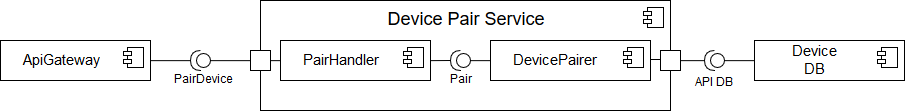 Device Pair Service
ApiGateway
PairDevice
PairHandler
Pair
DevicePairer
API DB
Device
DB